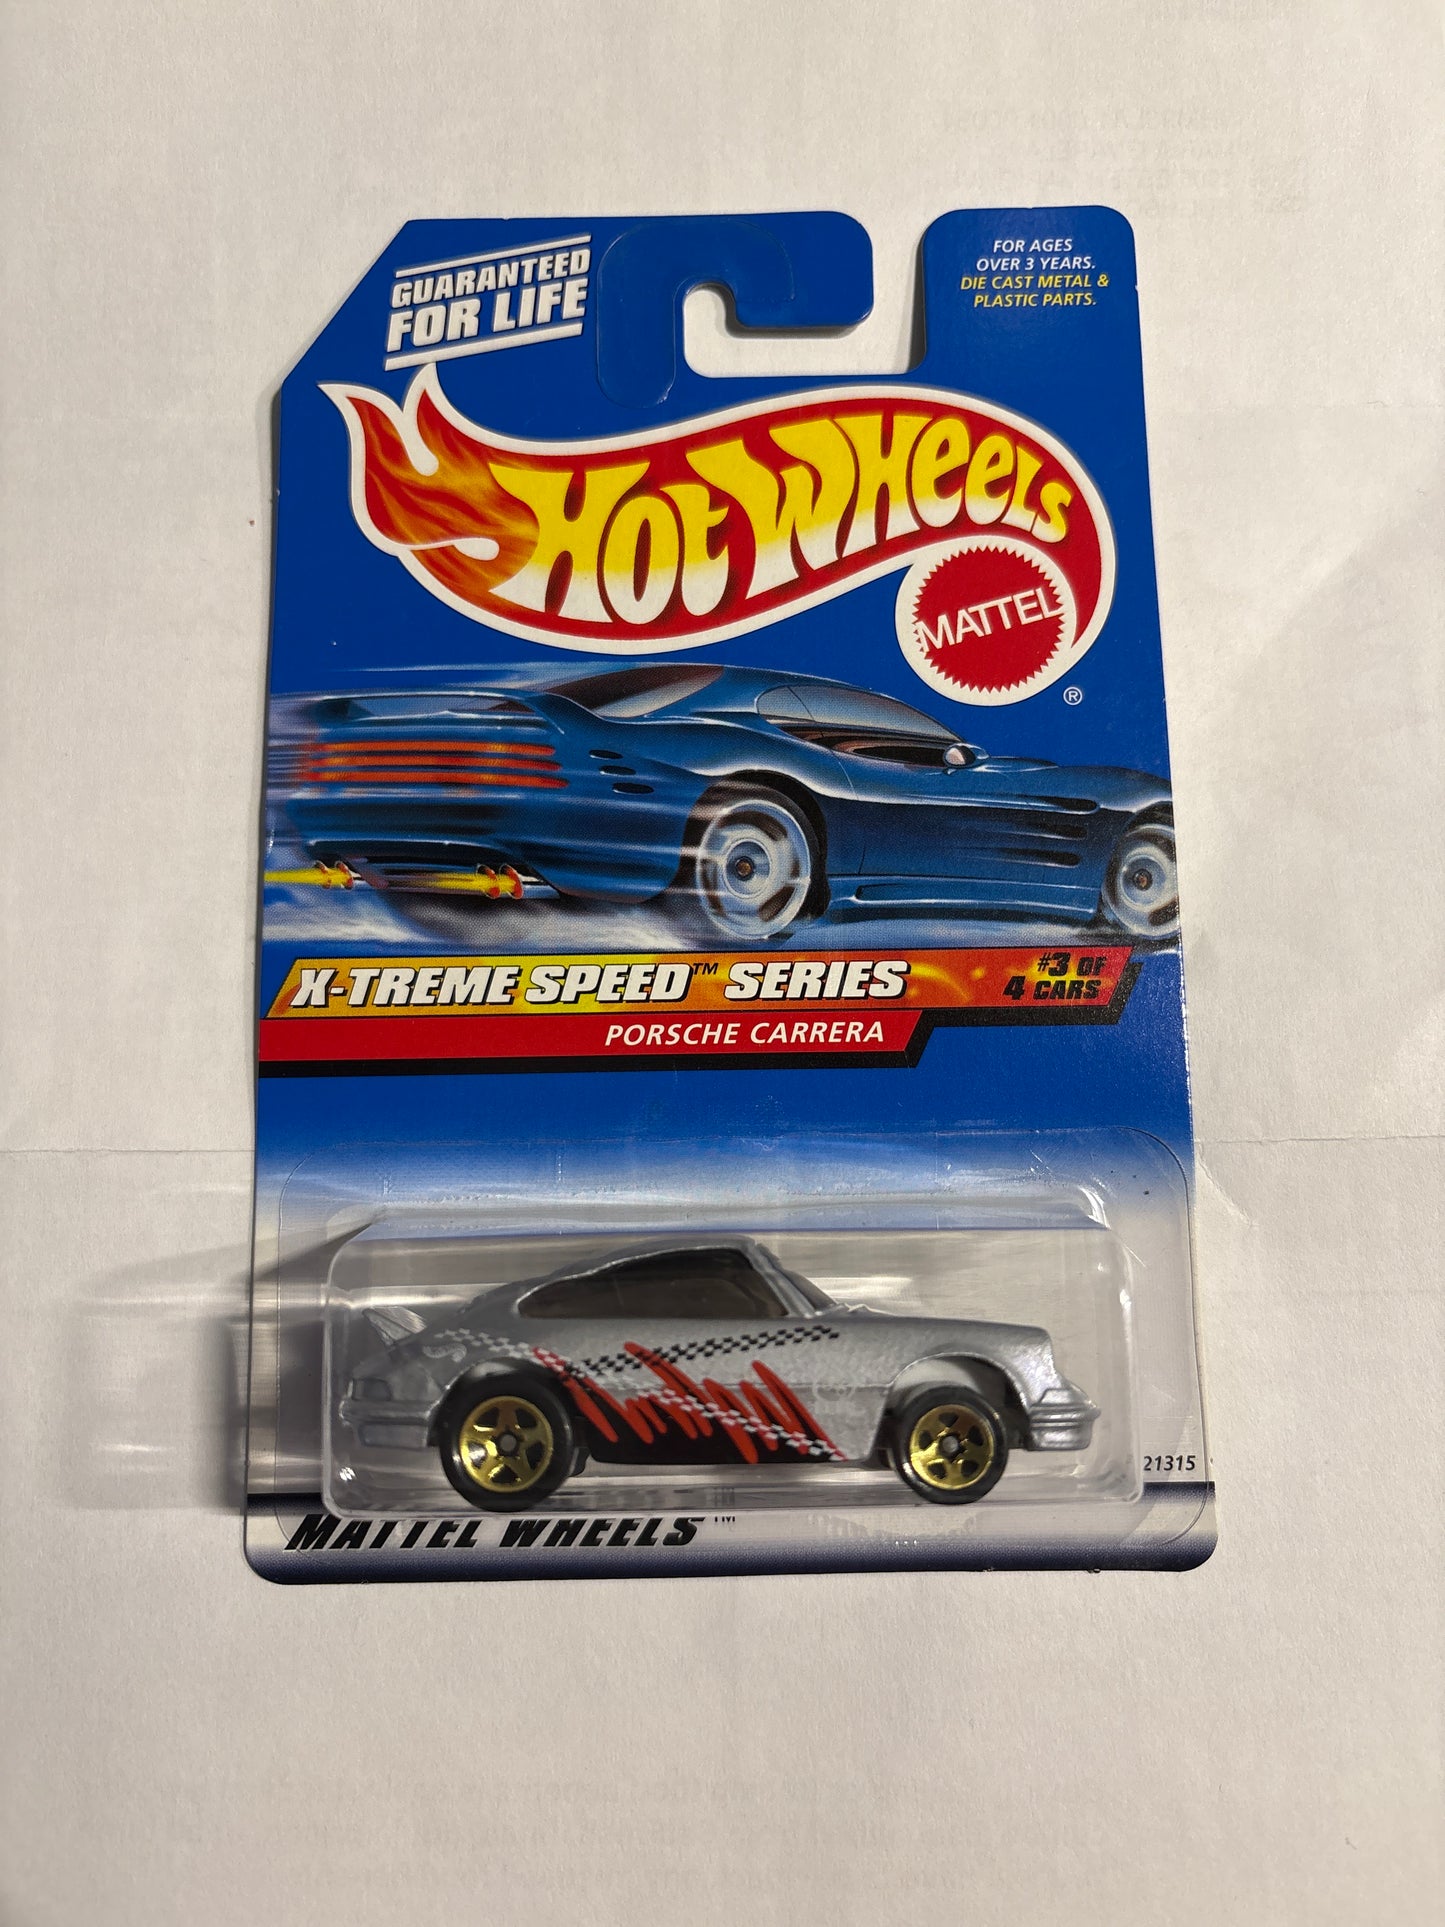 GUARANTEED
FOR LIFE
FOR AGES
OVER 3 YEARS.
DIE CAST METAL &
PLASTIC PARTS.
HOT WHEELS
MATTEL
®
X-TREME SPEED™ SERIES
#3 OF
4 CARS
PORSCHE CARRERA
21315
MATTEL WHEELS™